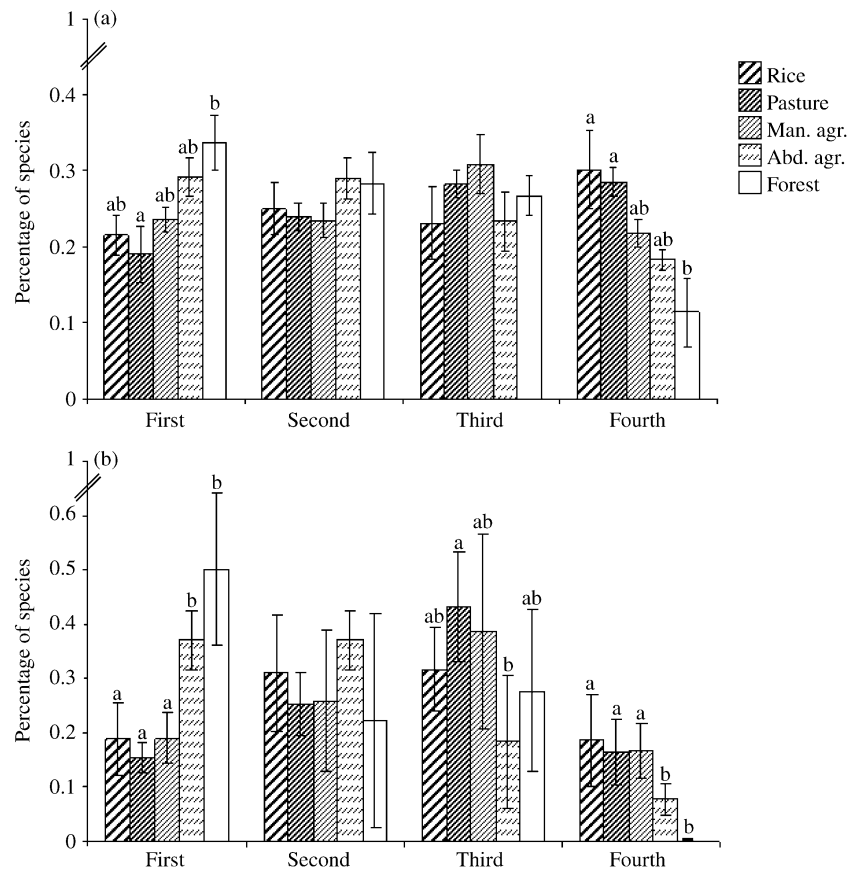 1 (a)
Rice
Pasture
Man. agr.
Abd. agr.
Forest
Percentage of species
0.4
0.3
0.2
0.1
0
ab a ab ab b
a a ab ab b
First Second Third Fourth
1 (b)
Percentage of species
0.6
0.5
0.4
0.3
0.2
0.1
0
a a a b b
ab a ab b ab
a a a b b
First Second Third Fourth